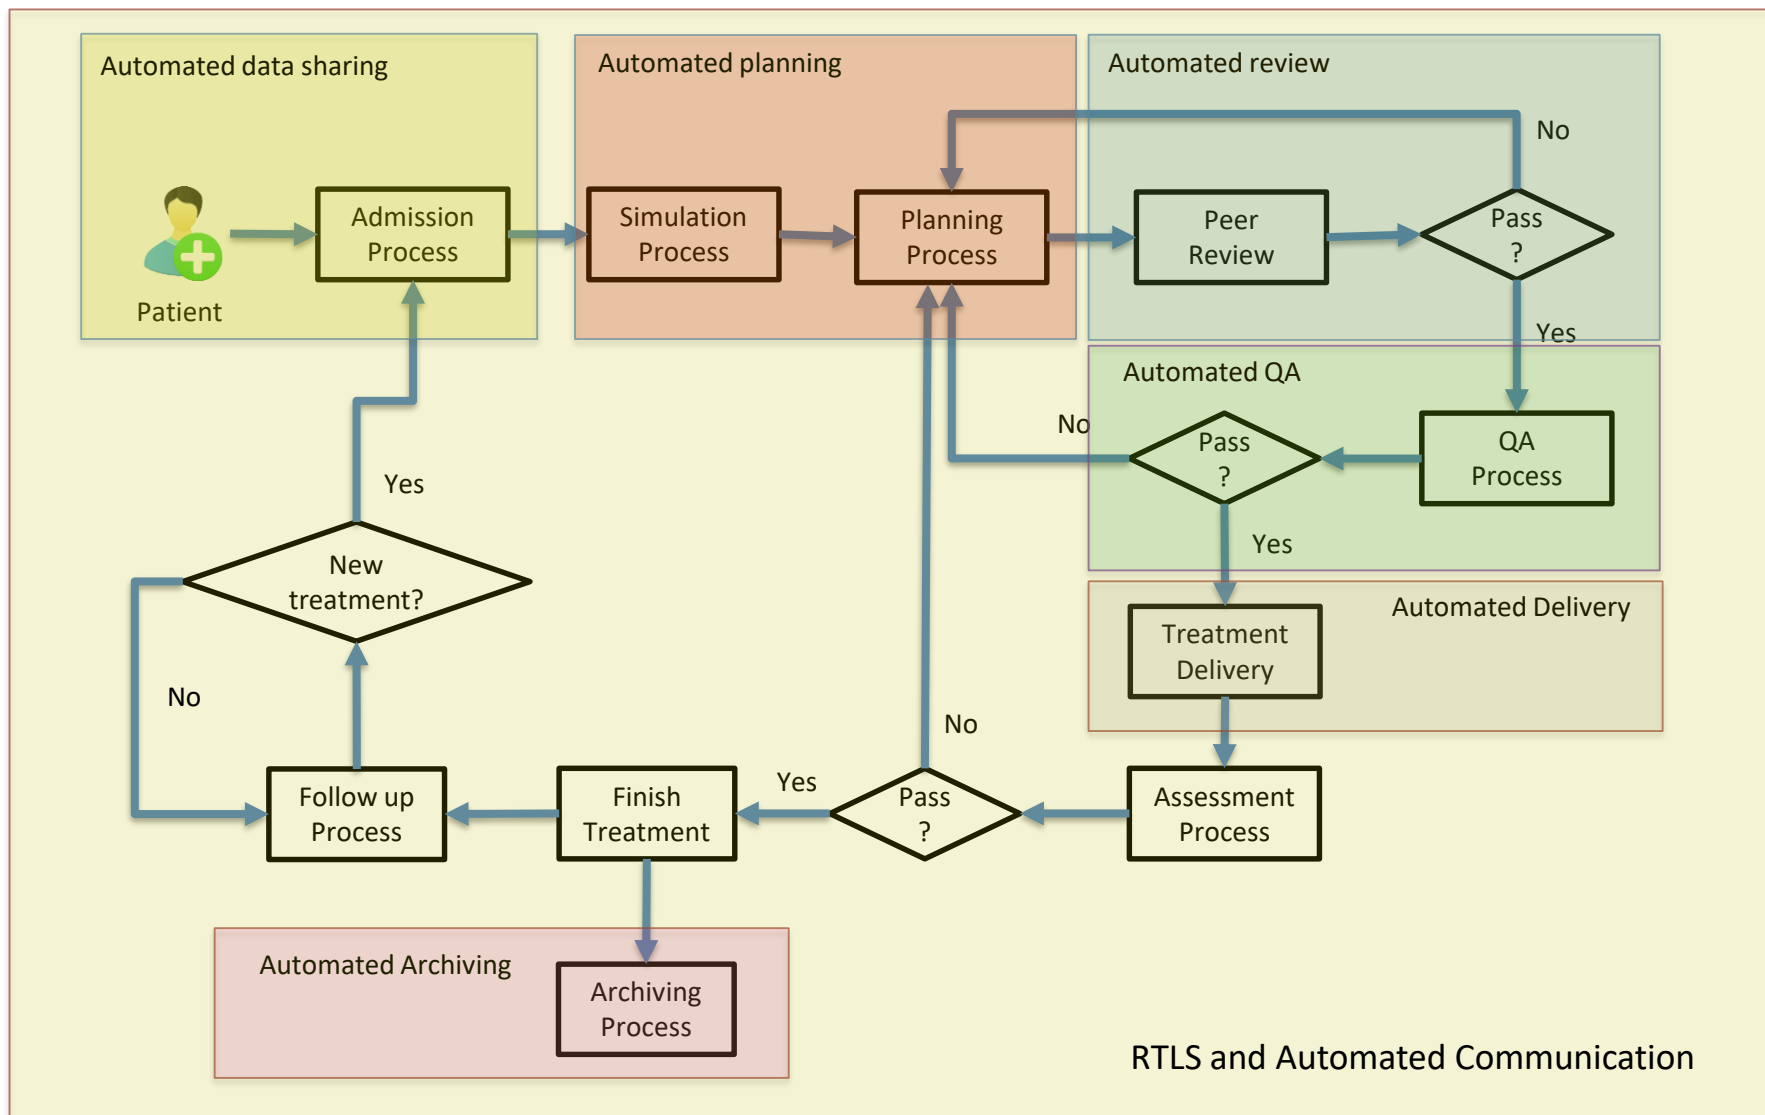 Automated data sharing
Automated planning
Automated review
No
Patient
Admission
Process
Simulation
Process
Planning
Process
Peer
Review
Pass
?
Yes
Automated QA
No
Pass
?
QA
Process
Yes
Yes
New
treatment?
No
Automated Delivery
Treatment
Delivery
No
Follow up
Process
Finish
Treatment
Yes
Pass
?
Assessment
Process
Automated Archiving
Archiving
Process
RTLS and Automated Communication